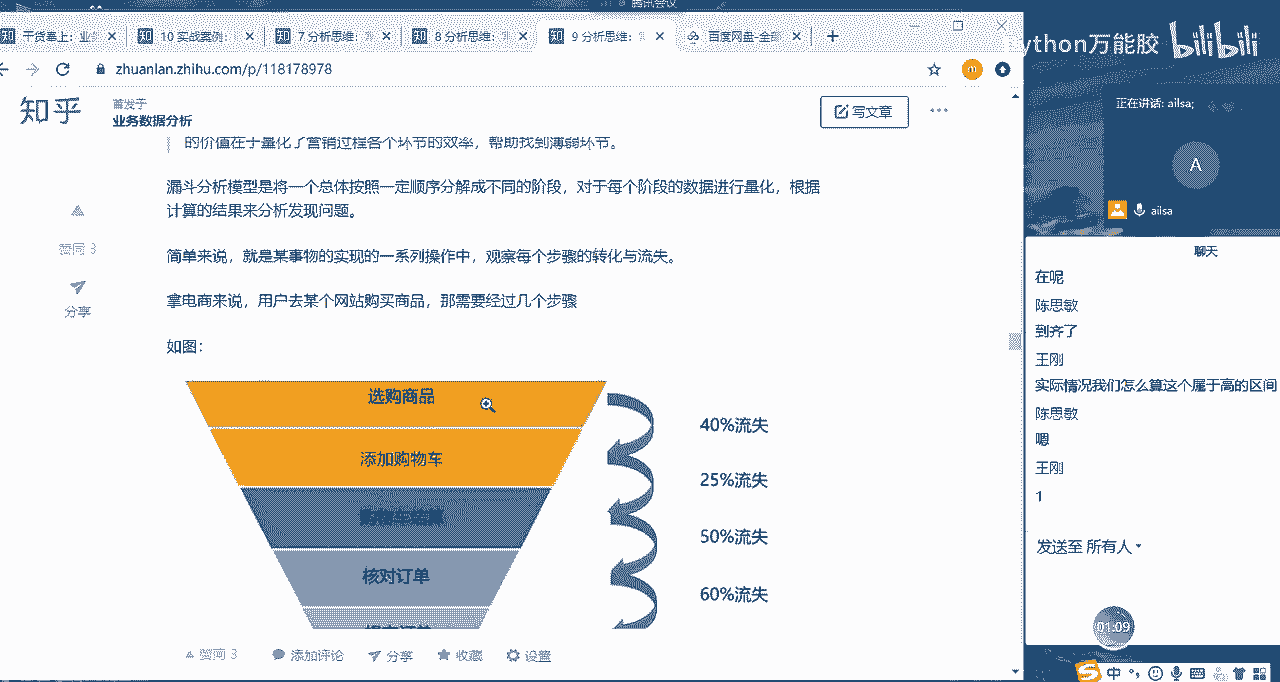 腾讯会议
干货奉上：业务
10 实战案例：
7 分析思维：
8 分析思维：
9 分析思维：
百度网盘-全部
Python万能胶 bilibili
zhuanlan.zhihu.com/p/118178978
知乎
首发于
业务数据分析
写文章
的价值在于量化了营销过程各个环节的效率，帮助找到薄弱环节。
漏斗分析模型是将一个总体按照一定顺序分解成不同的阶段，对于每个阶段的数据进行量化，根据
计算的结果来分析发现问题。
赞同 3
简单来说，就是某事物的实现的一系列操作中，观察每个步骤的转化与流失。
分享
拿电商来说，用户去某个网站购买商品，那需要经过几个步骤
如图：
选购商品
40%流失
添加购物车
25%流失
50%流失
核对订单
60%流失
赞同 3
添加评论
分享
收藏
设置
正在讲话: ailsa;
A
ailsa
聊天
在呢
陈思敏
到齐了
王刚
实际情况我们怎么算这个属于高的区间
陈思敏
嗯
王刚
1
发送至 所有人
01:09
中